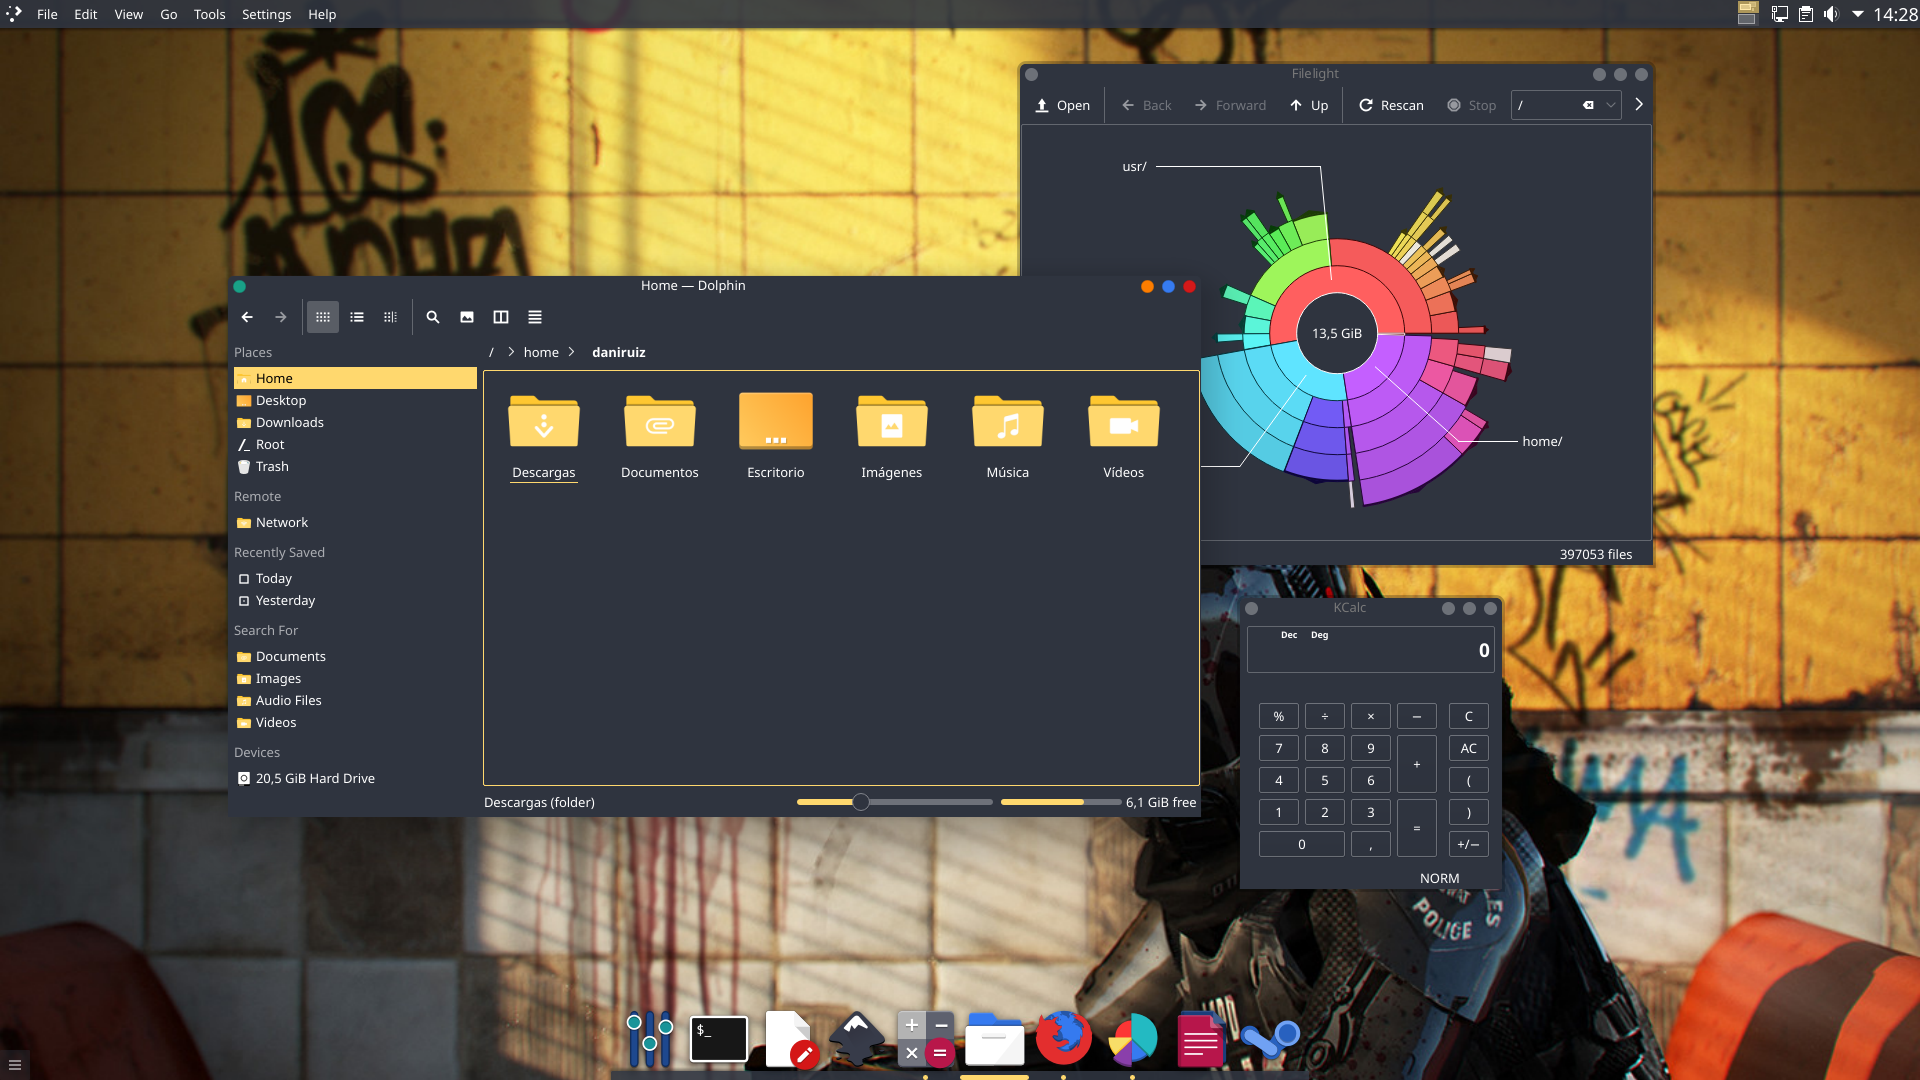 File Edit View Go Tools Settings Help
14:28
Filelight
Open Back Forward Up Rescan Stop /
usr/
13,5 GiB
home/
397053 files
Home — Dolphin
/ home daniruiz
Places
Home
Desktop
Downloads
Root
Trash
Remote
Network
Recently Saved
Today
Yesterday
Search For
Documents
Images
Audio Files
Videos
Devices
20,5 GiB Hard Drive
Descargas Documentos Escritorio Imágenes Música Vídeos
Descargas (folder) 6,1 GiB free
KCalc
Dec Deg
0
% ÷ × − C
7 8 9 + AC
4 5 6 (
1 2 3 = )
0 , +/−
NORM
POLICE
$_
+ −
× =